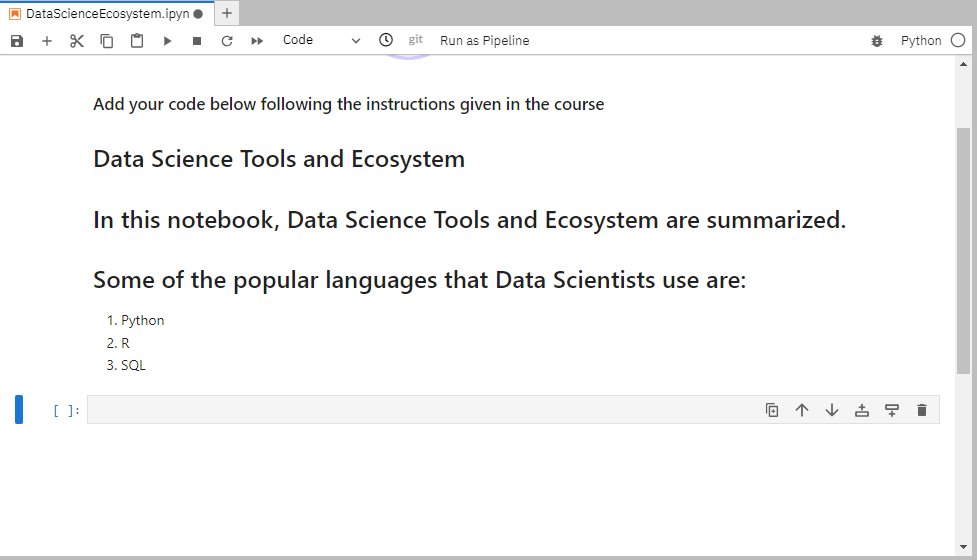 DataScienceEcosystem.ipyn
Code
git
Run as Pipeline
Python
Add your code below following the instructions given in the course
Data Science Tools and Ecosystem
In this notebook, Data Science Tools and Ecosystem are summarized.
Some of the popular languages that Data Scientists use are:
1. Python
2. R
3. SQL
[ ]: